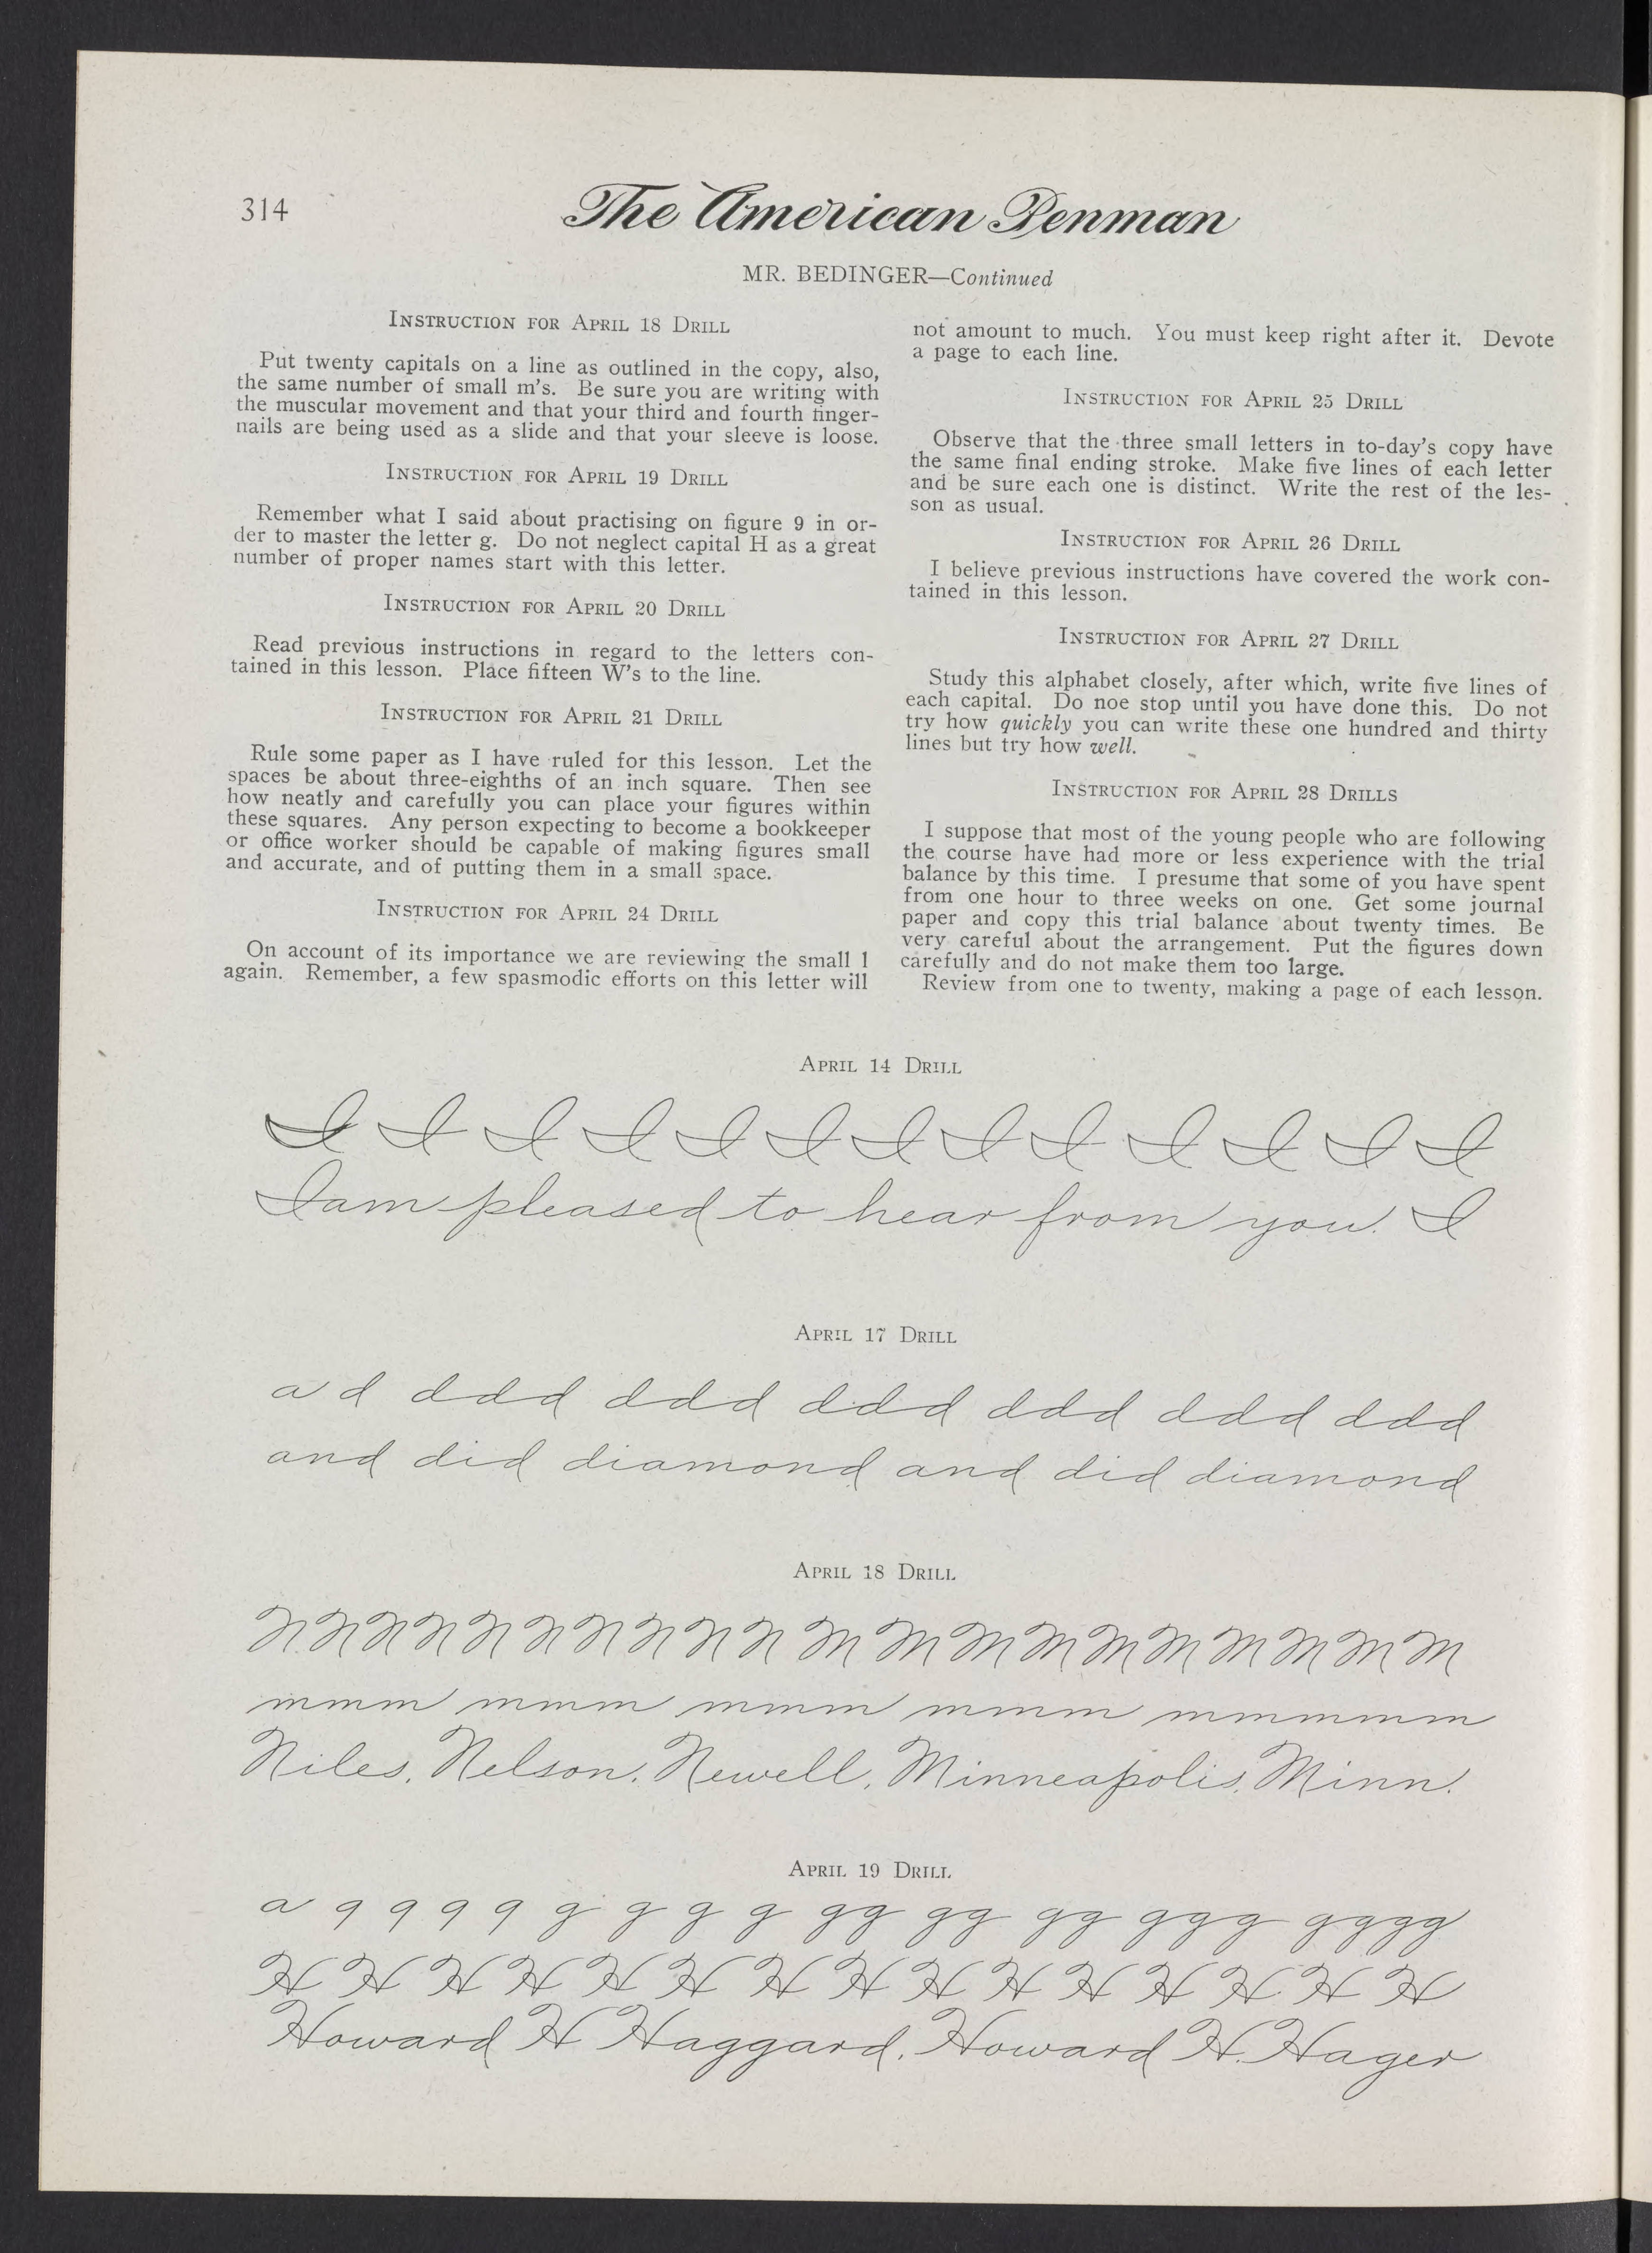 314
The American Penman
MR. BEDINGER—Continued
INSTRUCTION FOR APRIL 18 DRILL
Put twenty capitals on a line as outlined in the copy, also,
the same number of small m's. Be sure you are writing with
the muscular movement and that your third and fourth finger-
nails are being used as a slide and that your sleeve is loose.
INSTRUCTION FOR APRIL 19 DRILL
Remember what I said about practising on figure 9 in or-
der to master the letter g. Do not neglect capital H as a great
number of proper names start with this letter.
INSTRUCTION FOR APRIL 20 DRILL
Read previous instructions in regard to the letters con-
tained in this lesson. Place fifteen W's to the line.
INSTRUCTION FOR APRIL 21 DRILL
Rule some paper as I have ruled for this lesson. Let the
spaces be about three-eighths of an inch square. Then see
how neatly and carefully you can place your figures within
these squares. Any person expecting to become a bookkeeper
or office worker should be capable of making figures small
and accurate, and of putting them in a small space.
INSTRUCTION FOR APRIL 24 DRILL
On account of its importance we are reviewing the small l
again. Remember, a few spasmodic efforts on this letter will
not amount to much. You must keep right after it. Devote
a page to each line.
INSTRUCTION FOR APRIL 25 DRILL
Observe that the three small letters in to-day's copy have
the same final ending stroke. Make five lines of each letter
and be sure each one is distinct. Write the rest of the les-
son as usual.
INSTRUCTION FOR APRIL 26 DRILL
I believe previous instructions have covered the work con-
tained in this lesson.
INSTRUCTION FOR APRIL 27 DRILL
Study this alphabet closely, after which, write five lines of
each capital. Do noe stop until you have done this. Do not
try how quickly you can write these one hundred and thirty
lines but try how well.
INSTRUCTION FOR APRIL 28 DRILLS
I suppose that most of the young people who are following
the course have had more or less experience with the trial
balance by this time. I presume that some of you have spent
from one hour to three weeks on one. Get some journal
paper and copy this trial balance about twenty times. Be
very careful about the arrangement. Put the figures down
carefully and do not make them too large.
Review from one to twenty, making a page of each lesson.
APRIL 14 DRILL
I I I I I I I I I I I I I
I am pleased to hear from you. I
APRIL 17 DRILL
a d ddd ddd ddd ddd ddd ddd
and did diamond and did diamond
APRIL 18 DRILL
N N N N N N N N N N M M M M M M M M M M
mmm mmm mmm mmm mmmmm
Niles, Nelson, Newell, Minneapolis, Minn.
APRIL 19 DRILL
a 9 9 9 9 g g g g gg gg gg ggg gggg
H H H H H H H H H H H H H H H
Howard H Haggard, Howard H. Hager